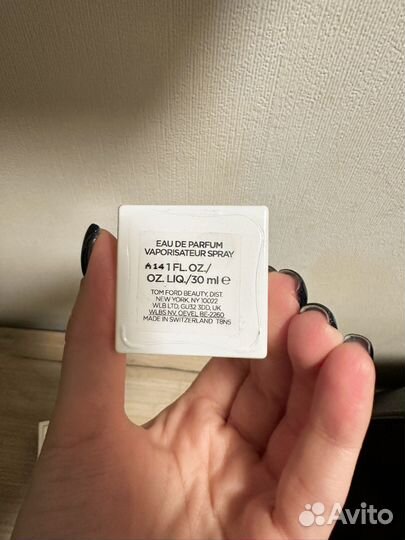 EAU DE PARFUM
VAPORISATEUR SPRAY
A14 1 FL.OZ./
OZ. LIQ./30 ml ℮
TOM FORD BEAUTY, DIST.
NEW YORK, NY 10022
WLB LTD, GU32 3DD, UK
WLBS NV OEVEL BE-2260
MADE IN SWITZERLAND T8N5
Avito